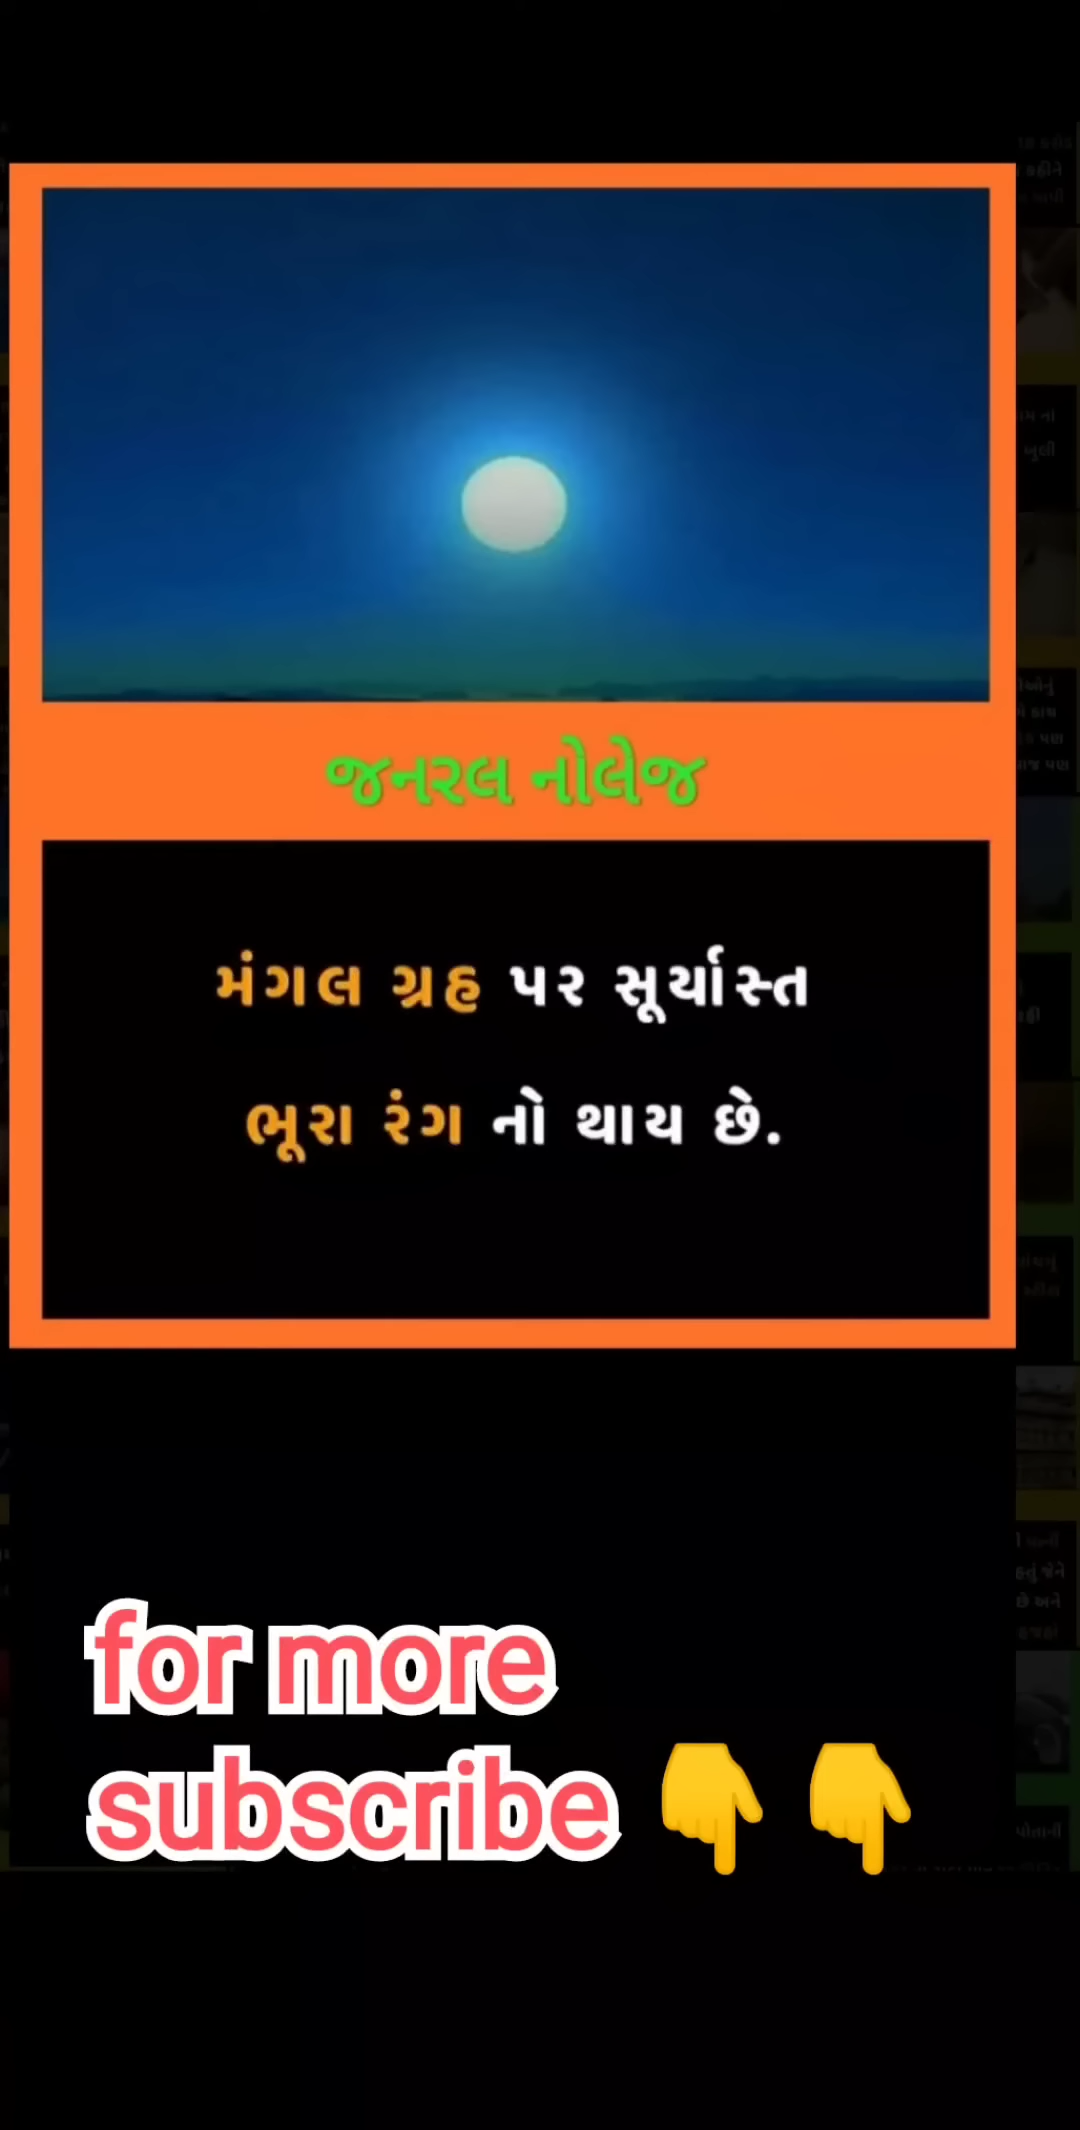 જનરલ નોલેજ
મંગલ ગ્રહ પર સૂર્યાસ્ત
ભૂરા રંગ નો થાય છે.
for more
subscribe 👇 👇